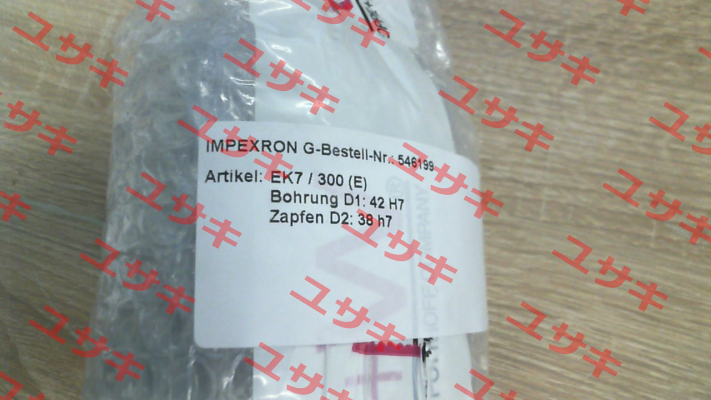 IMPEXRON G-Bestell-Nr.: 546199
Artikel: EK7 / 300 (E)
Bohrung D1: 42 H7
Zapfen D2: 38 h7
ユサキ